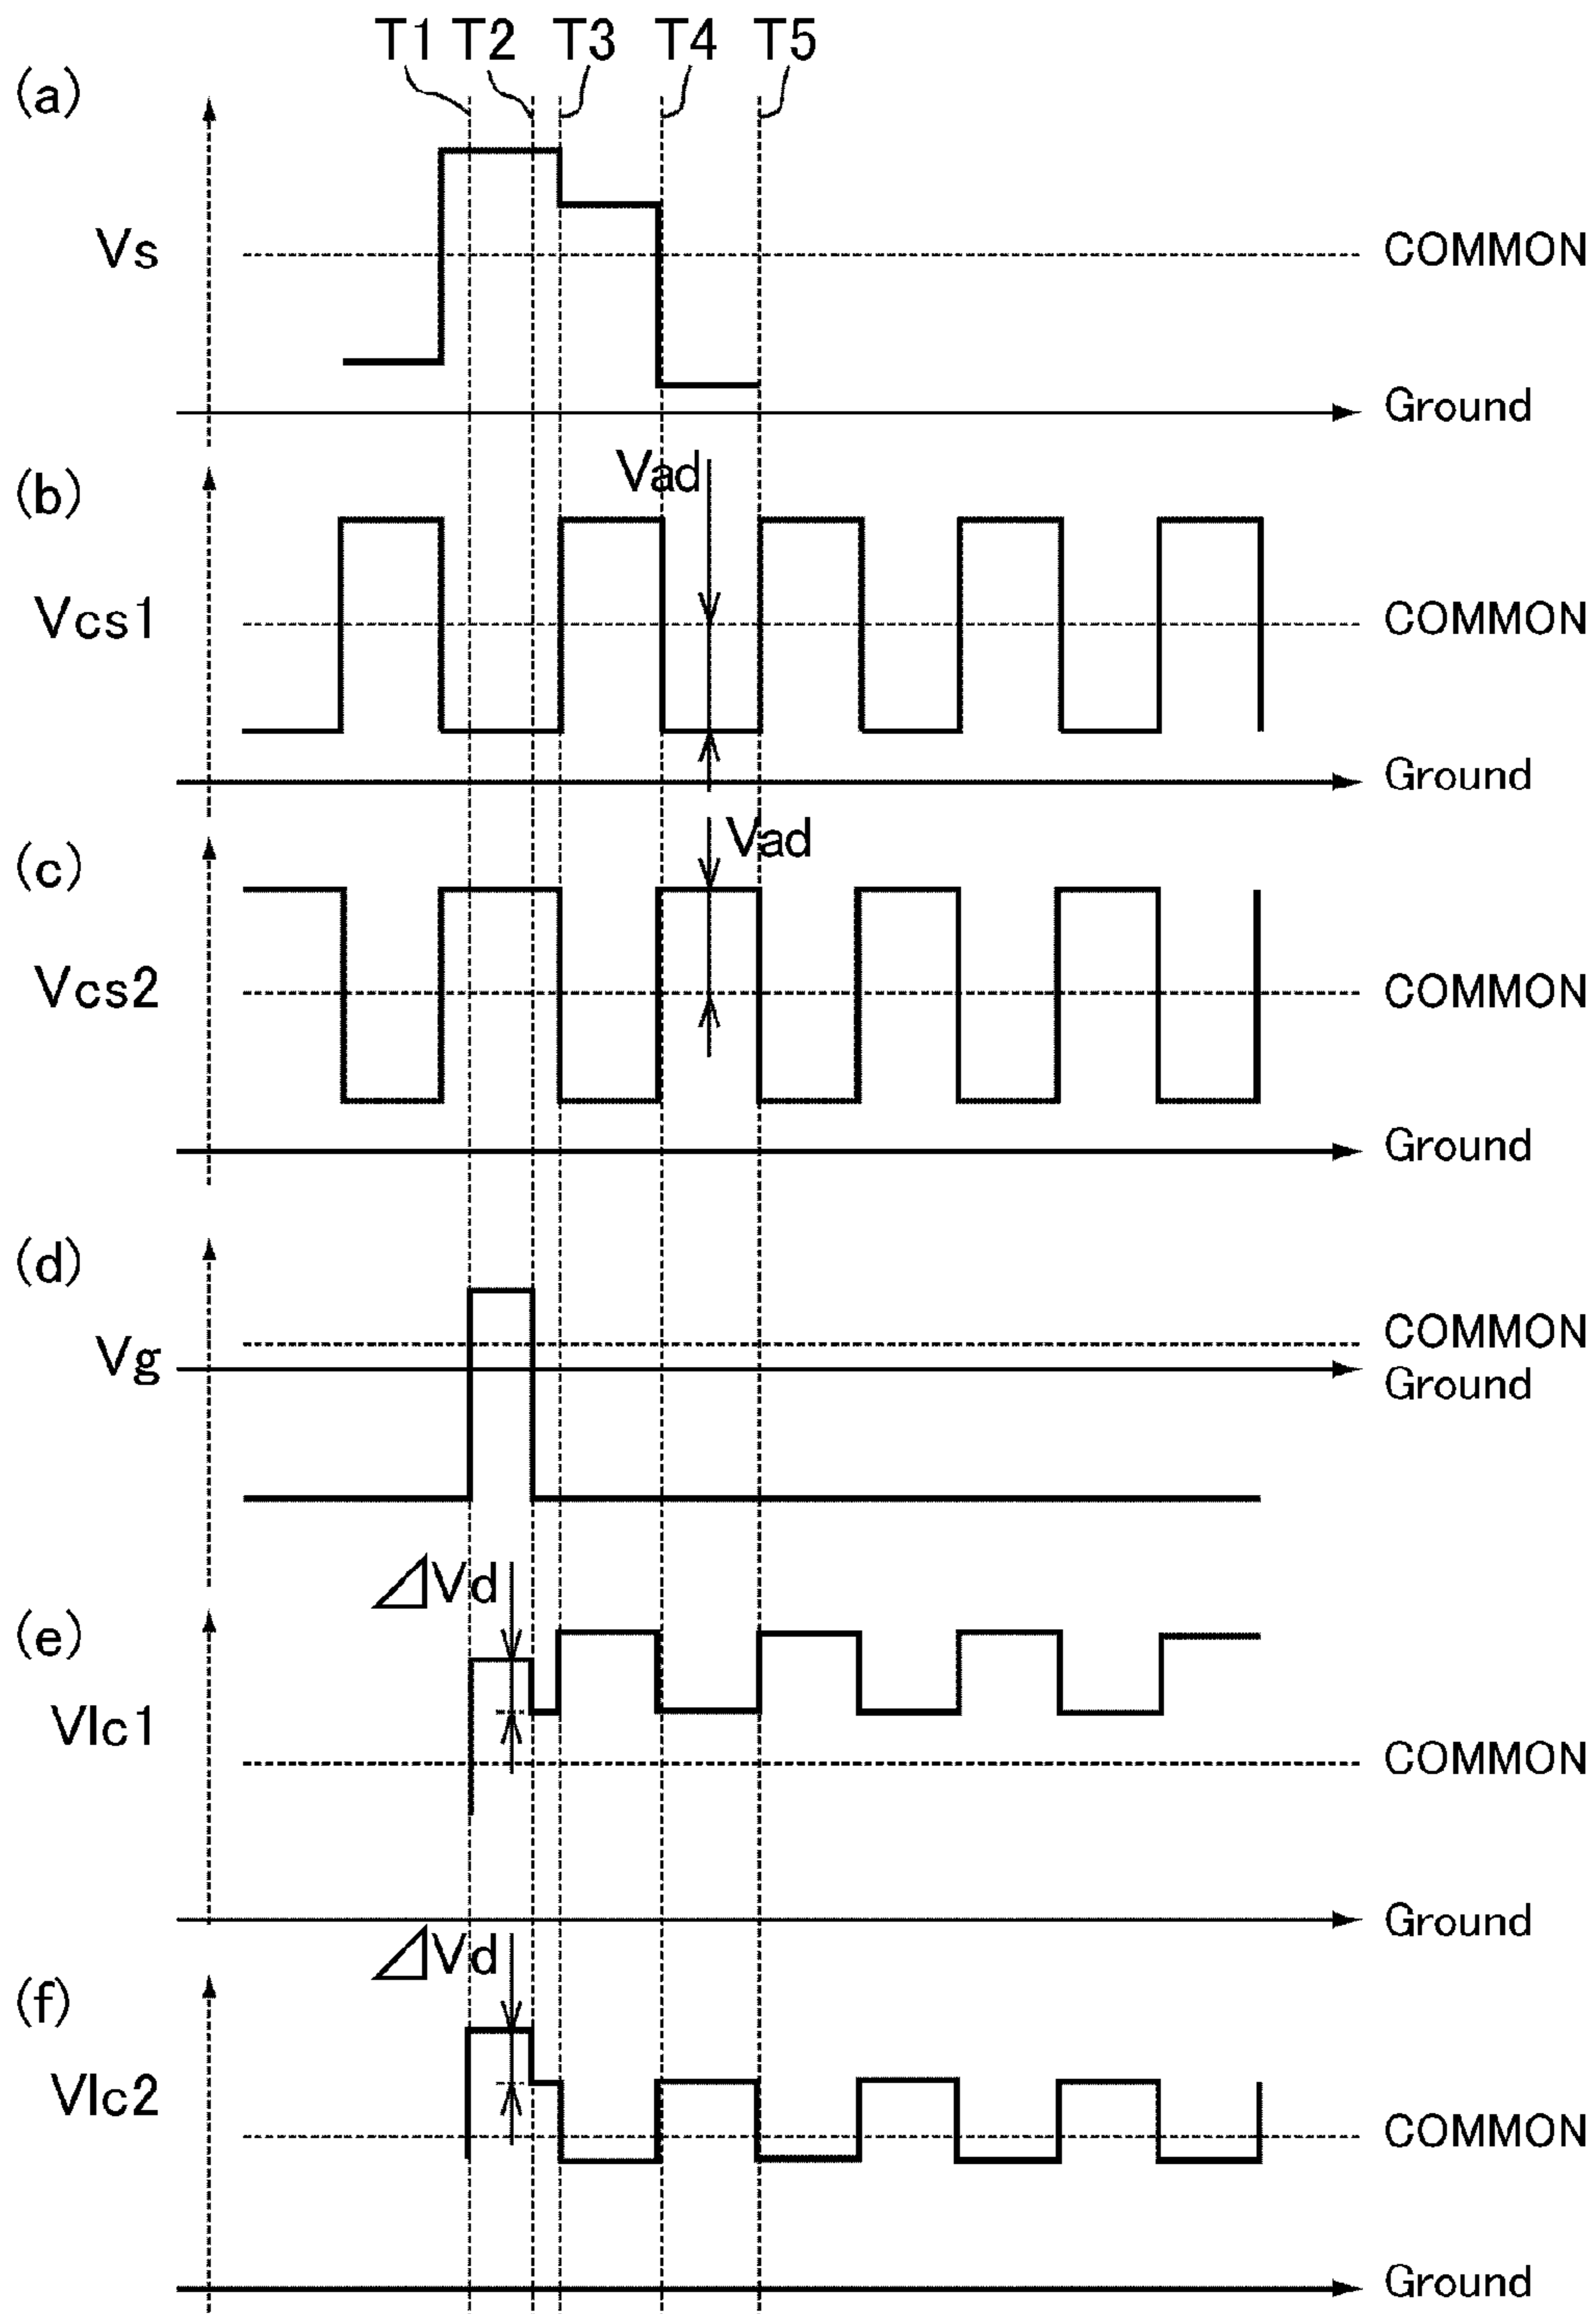 T1 T2 T3 T4 T5
(a)
Vs
COMMON
Ground
(b)
Vad
Vcs1
COMMON
Ground
(c)
Vad
Vcs2
COMMON
Ground
(d)
Vg
COMMON
Ground
⊿Vd
(e)
Vlc1
COMMON
Ground
⊿Vd
(f)
Vlc2
COMMON
Ground